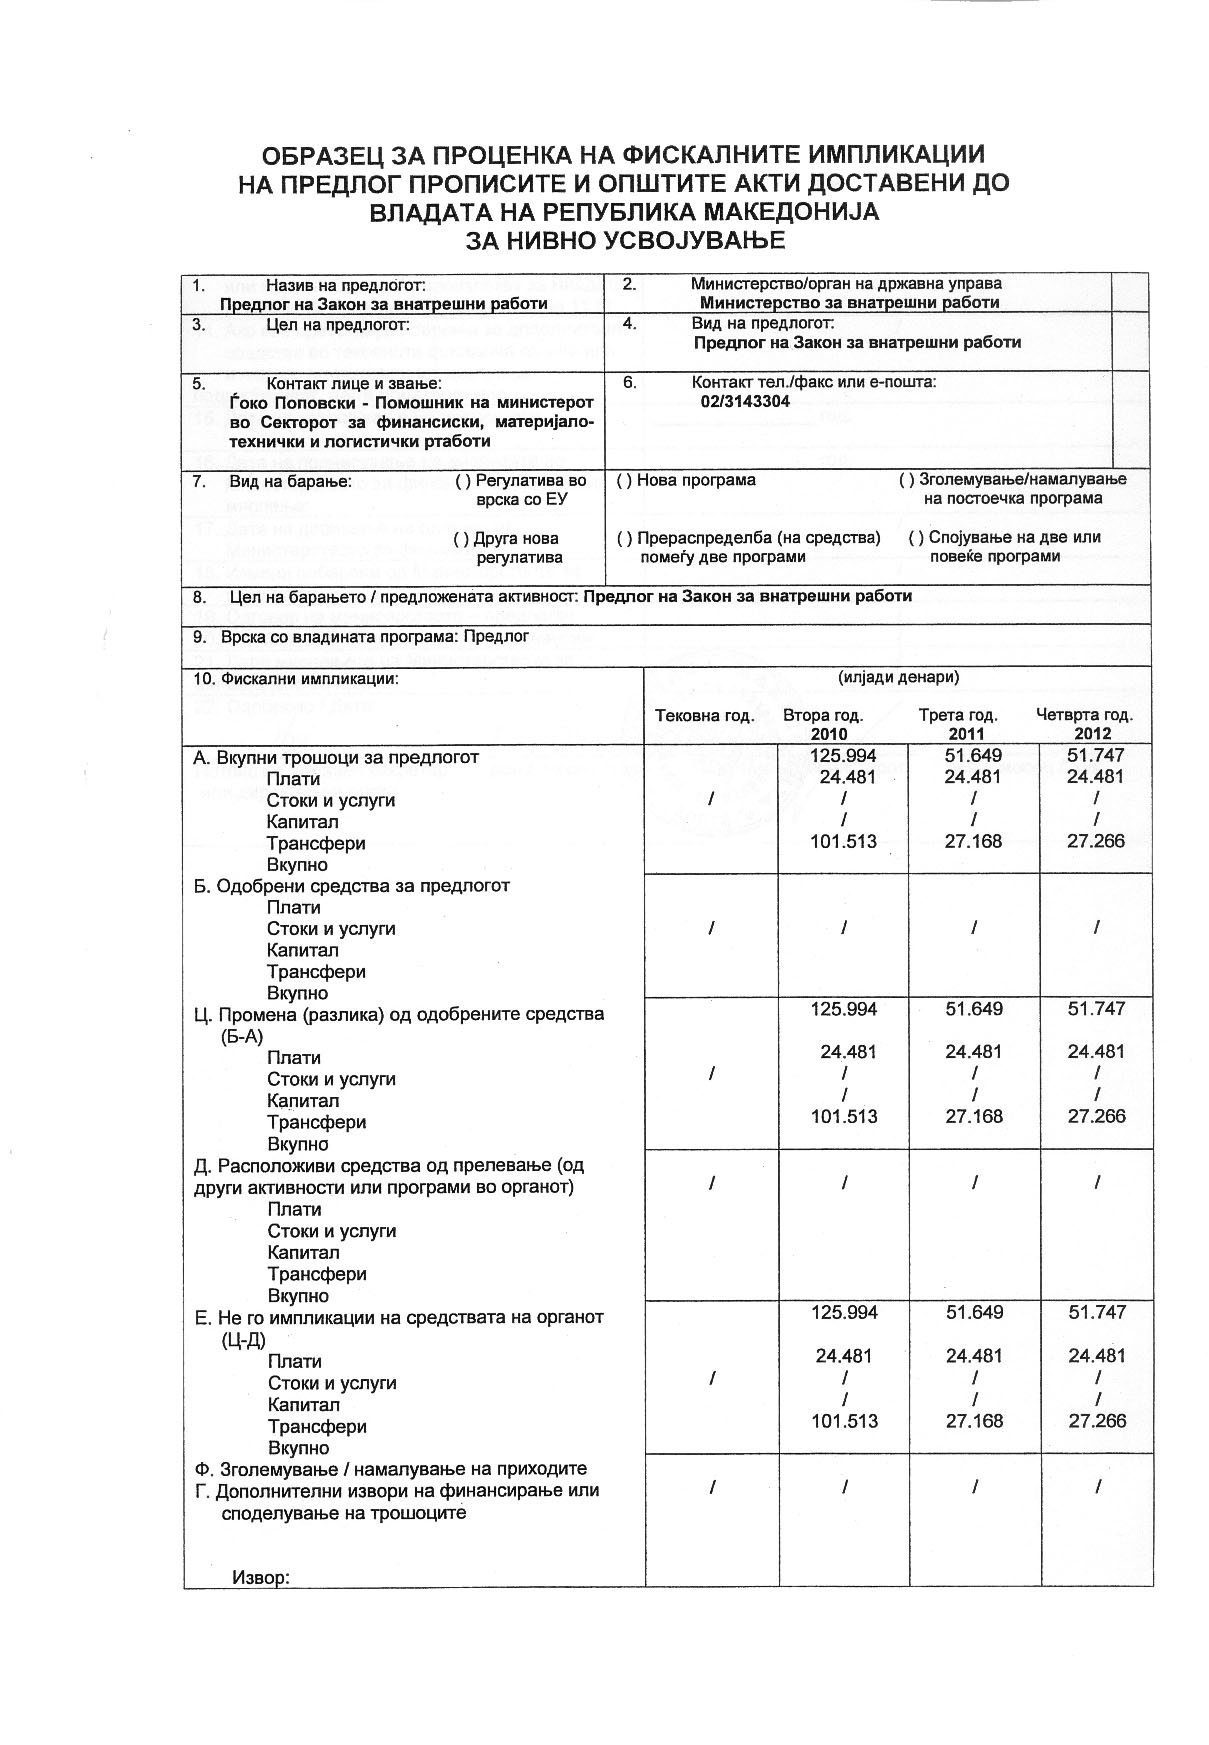 ОБРАЗЕЦ ЗА ПРОЦЕНКА НА ФИСКАЛНИТЕ ИМПЛИКАЦИИ
НА ПРЕДЛОГ ПРОПИСИТЕ И ОПШТИТЕ АКТИ ДОСТАВЕНИ ДО
ВЛАДАТА НА РЕПУБЛИКА МАКЕДОНИЈА
ЗА НИВНО УСВОЈУВАЊЕ
1. Назив на предлогот:
Предлог на Закон за внатрешни работи
2. Министерство/орган на државна управа
Министерство за внатрешни работи
3. Цел на предлогот:
4. Вид на предлогот:
Предлог на Закон за внатрешни работи
5. Контакт лице и звање:
Ѓоко Поповски - Помошник на министерот
во Секторот за финансиски, материјало-
технички и логистички ртаботи
6. Контакт тел./факс или е-пошта:
02/3143304
7. Вид на барање: ( ) Регулатива во
врска со ЕУ
( ) Друга нова
регулатива
( ) Нова програма ( ) Зголемување/намалување
на постоечка програма
( ) Прераспределба (на средства) ( ) Спојување на две или
помеѓу две програми повеќе програми
8. Цел на барањето / предложената активност: Предлог на Закон за внатрешни работи
9. Врска со владината програма: Предлог
10. Фискални импликации: (илјади денари)
Тековна год. Втора год. Трета год. Четврта год.
2010 2011 2012
А. Вкупни трошоци за предлогот 125.994 51.649 51.747
Плати 24.481 24.481 24.481
Стоки и услуги / / / /
Капитал / / /
Трансфери 101.513 27.168 27.266
Вкупно
Б. Одобрени средства за предлогот
Плати
Стоки и услуги / / / /
Капитал
Трансфери
Вкупно
Ц. Промена (разлика) од одобрените средства 125.994 51.649 51.747
(Б-А)
Плати 24.481 24.481 24.481
Стоки и услуги / / / /
Капитал / / /
Трансфери 101.513 27.168 27.266
Вкупно
Д. Расположиви средства од прелевање (од
други активности или програми во органот) / / / /
Плати
Стоки и услуги
Капитал
Трансфери
Вкупно
Е. Не го импликации на средствата на органот 125.994 51.649 51.747
(Ц-Д)
Плати 24.481 24.481 24.481
Стоки и услуги / / / /
Капитал / / /
Трансфери 101.513 27.168 27.266
Вкупно
Ф. Зголемување / намалување на приходите
Г. Дополнителни извори на финансирање или / / / /
споделување на трошоците
Извор: